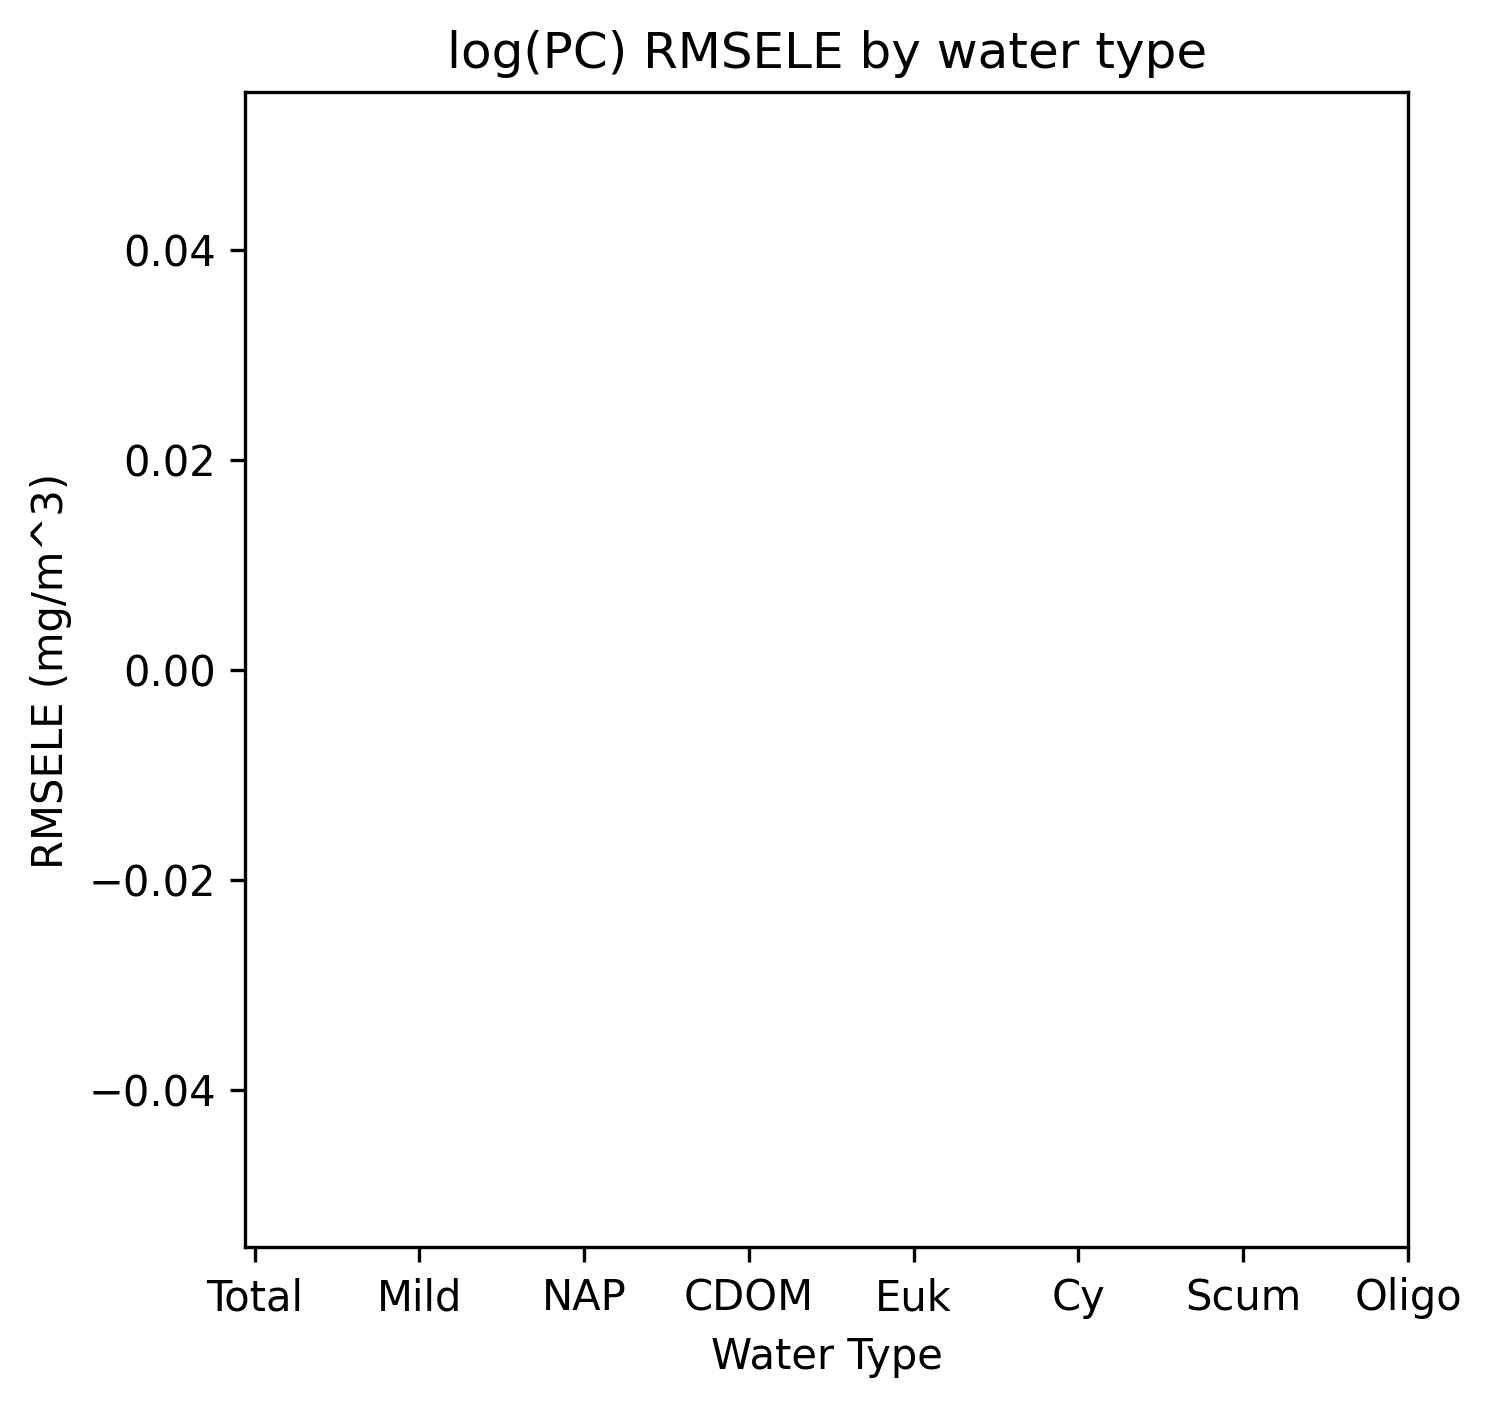 log(PC) RMSELE by water type
RMSELE (mg/m^3)
0.04
0.02
0.00
−0.02
−0.04
Total Mild NAP CDOM Euk Cy Scum Oligo
Water Type